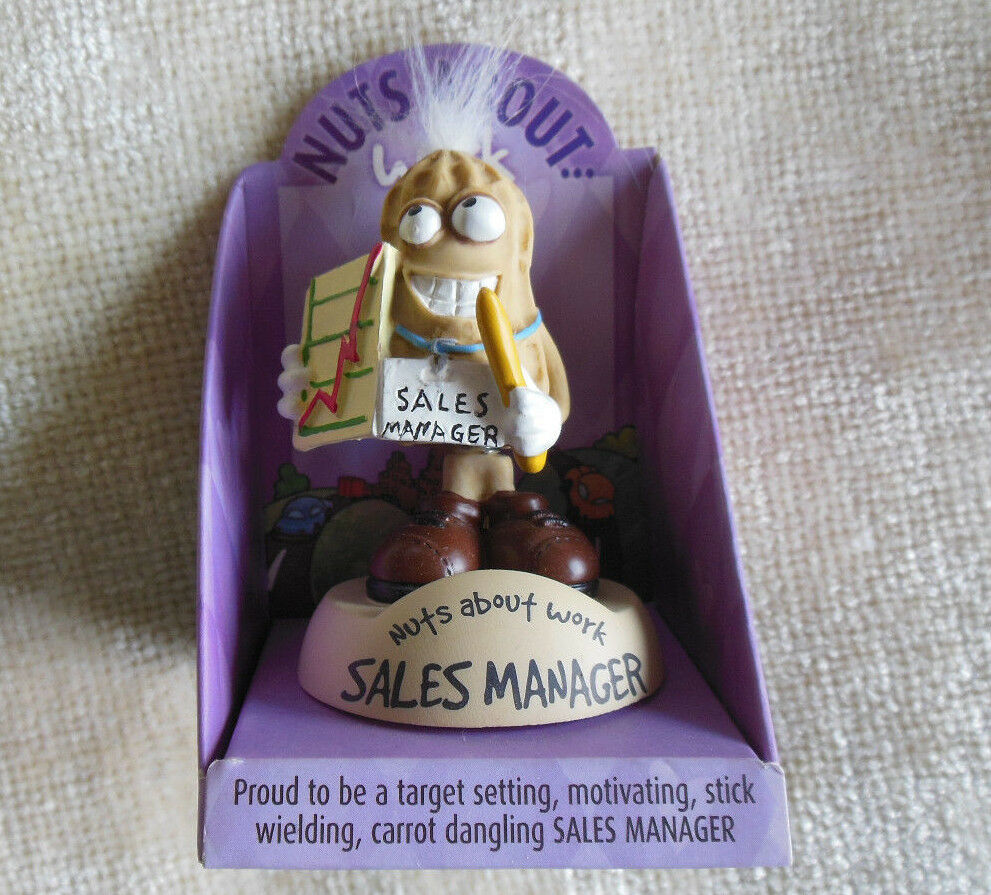 NUTS ABOUT...
work
SALES
MANAGER
Nuts about work
SALES MANAGER
Proud to be a target setting, motivating, stick
wielding, carrot dangling SALES MANAGER